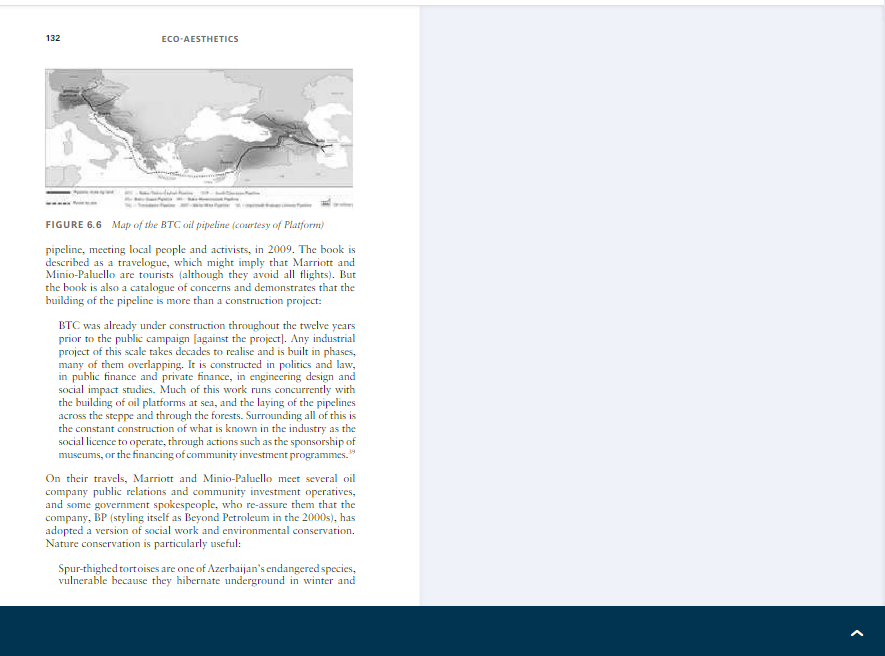 132
ECO-AESTHETICS
FIGURE 6.6 Map of the BTC oil pipeline (courtesy of Platform)
pipeline, meeting local people and activists, in 2009. The book is
described as a travelogue, which might imply that Marriott and
Minio-Paluello are tourists (although they avoid all flights). But
the book is also a catalogue of concerns and demonstrates that the
building of the pipeline is more than a construction project:
BTC was already under construction throughout the twelve years
prior to the public campaign [against the project]. Any industrial
project of this scale takes decades to realise and is built in phases,
many of them overlapping. It is constructed in politics and law,
in public finance and private finance, in engineering design and
social impact studies. Much of this work runs concurrently with
the building of oil platforms at sea, and the laying of the pipelines
across the steppe and through the forests. Surrounding all of this is
the constant construction of what is known in the industry as the
social licence to operate, through actions such as the sponsorship of
museums, or the financing of community investment programmes.
On their travels, Marriott and Minio-Paluello meet several oil
company public relations and community investment operatives,
and some government spokespeople, who re-assure them that the
company, BP (styling itself as Beyond Petroleum in the 2000s), has
adopted a version of social work and environmental conservation.
Nature conservation is particularly useful:
Spur-thighed tortoises are one of Azerbaijan's endangered species,
vulnerable because they hibernate underground in winter and